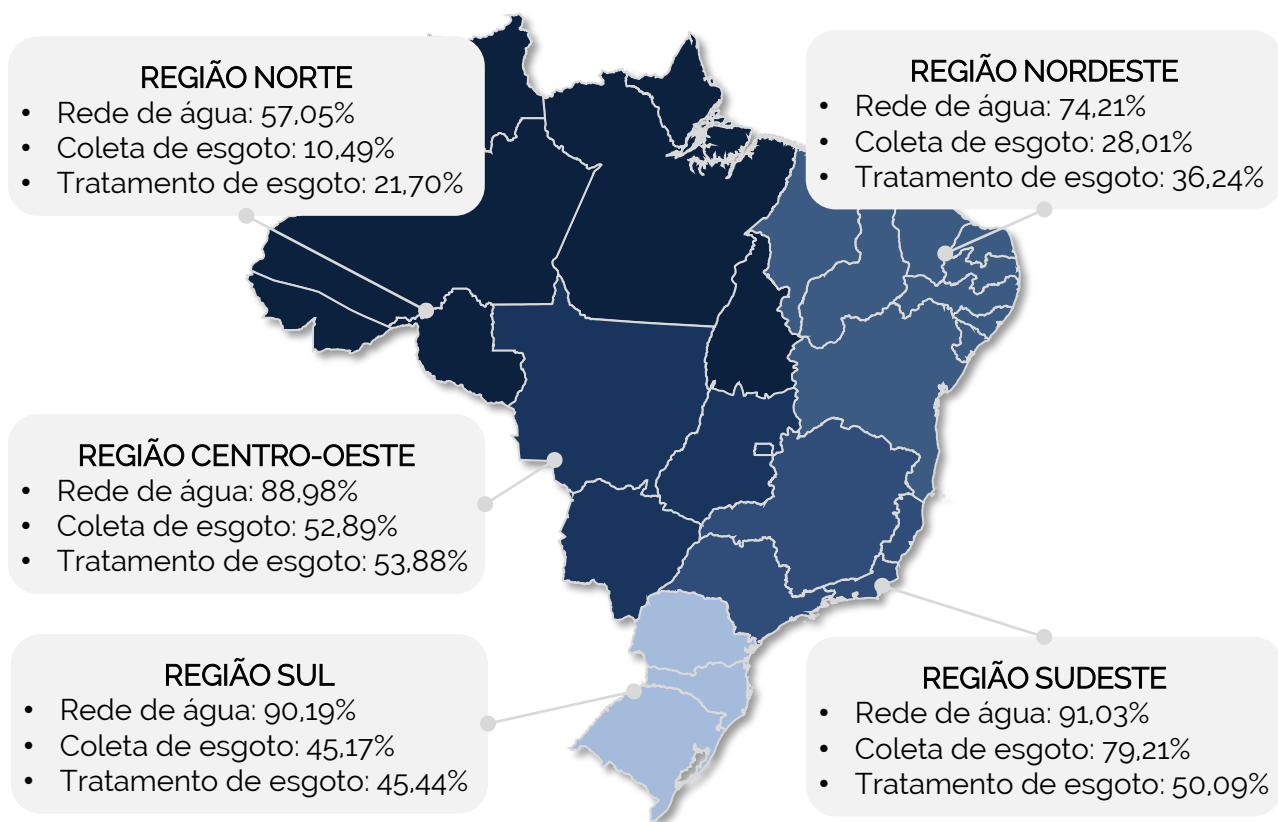 REGIÃO NORTE
• Rede de água: 57,05%
• Coleta de esgoto: 10,49%
• Tratamento de esgoto: 21,70%
REGIÃO NORDESTE
• Rede de água: 74,21%
• Coleta de esgoto: 28,01%
• Tratamento de esgoto: 36,24%
REGIÃO CENTRO-OESTE
• Rede de água: 88,98%
• Coleta de esgoto: 52,89%
• Tratamento de esgoto: 53,88%
REGIÃO SUL
• Rede de água: 90,19%
• Coleta de esgoto: 45,17%
• Tratamento de esgoto: 45,44%
REGIÃO SUDESTE
• Rede de água: 91,03%
• Coleta de esgoto: 79,21%
• Tratamento de esgoto: 50,09%